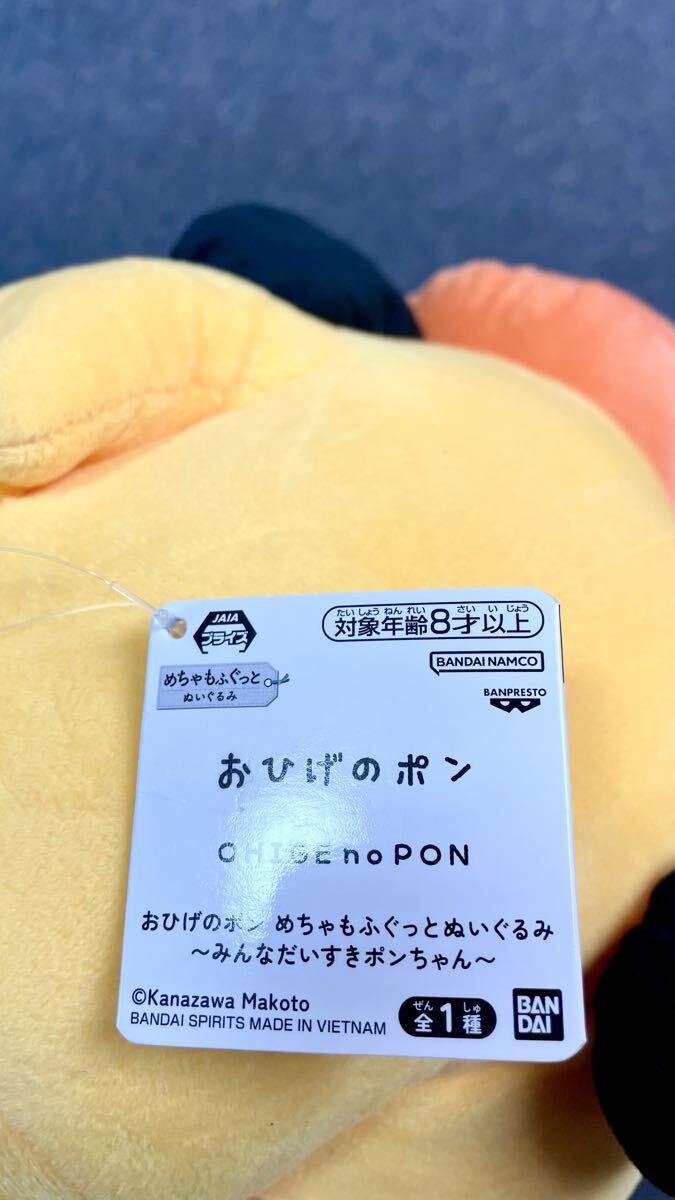 JAIA
プライズ
たいしょうねんれい さい い じょう
対象年齢8才以上
BANDAI NAMCO
めちゃもふぐっと
ぬいぐるみ
BANPRESTO
おひげのポン
OHIGE no PON
おひげのポン めちゃもふぐっとぬいぐるみ
～みんなだいすきポンちゃん～
©Kanazawa Makoto
BANDAI SPIRITS MADE IN VIETNAM
ぜん しゅ
全1種
BAN
DAI